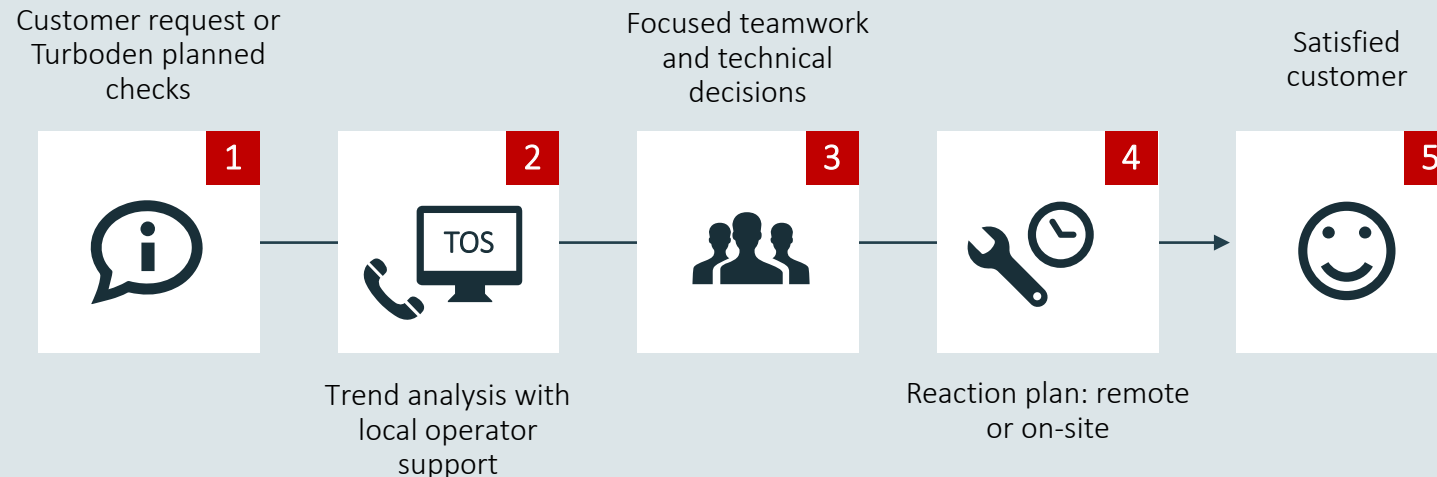 Customer request or
Turboden planned
checks
1
2
TOS
Trend analysis with
local operator
support
Focused teamwork
and technical
decisions
3
4
Reaction plan: remote
or on-site
Satisfied
customer
5